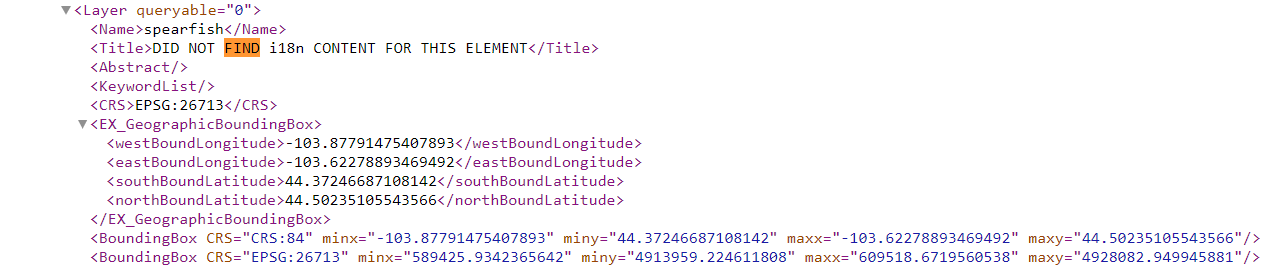 ▼<Layer queryable="0">
<Name>spearfish</Name>
<Title>DID NOT FIND i18n CONTENT FOR THIS ELEMENT</Title>
<Abstract/>
<KeywordList/>
<CRS>EPSG:26713</CRS>
▼<EX_GeographicBoundingBox>
<westBoundLongitude>-103.87791475407893</westBoundLongitude>
<eastBoundLongitude>-103.62278893469492</eastBoundLongitude>
<southBoundLatitude>44.37246687108142</southBoundLatitude>
<northBoundLatitude>44.50235105543566</northBoundLatitude>
</EX_GeographicBoundingBox>
<BoundingBox CRS="CRS:84" minx="-103.87791475407893" miny="44.37246687108142" maxx="-103.62278893469492" maxy="44.50235105543566"/>
<BoundingBox CRS="EPSG:26713" minx="589425.9342365642" miny="4913959.224611808" maxx="609518.6719560538" maxy="4928082.949945881"/>